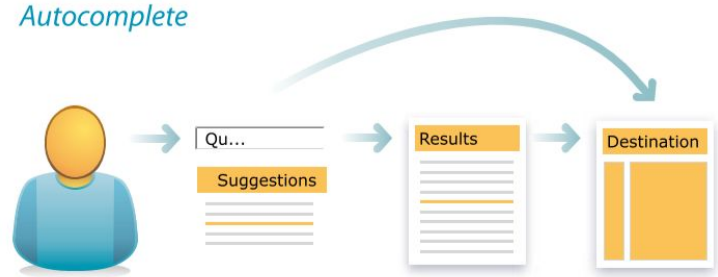 Autocomplete
Qu...
Suggestions
Results
Destination